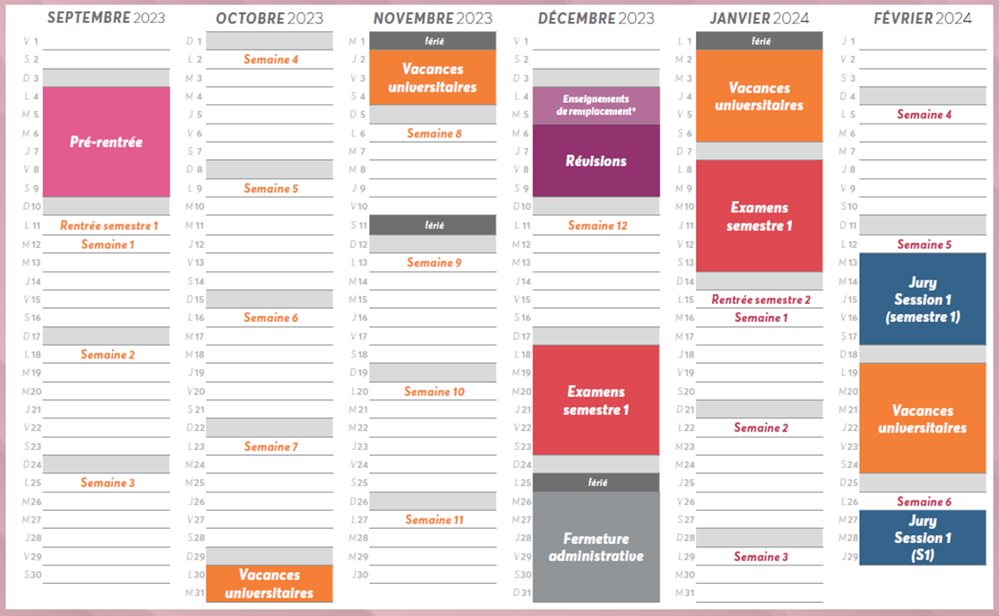 SEPTEMBRE 2023
V 1
S 2
D 3
L 4
M 5
M 6
J 7
V 8
S 9
D 10
L 11
M 12
M 13
J 14
V 15
S 16
D 17
L 18
M 19
M 20
J 21
V 22
S 23
D 24
L 25
M 26
M 27
J 28
V 29
S 30
Pré-rentrée
Rentrée semestre 1
Semaine 1
Semaine 2
Semaine 3
OCTOBRE 2023
D 1
L 2
M 3
M 4
J 5
V 6
S 7
D 8
L 9
M 10
M 11
J 12
V 13
S 14
D 15
L 16
M 17
M 18
J 19
V 20
S 21
D 22
L 23
M 24
M 25
J 26
V 27
S 28
D 29
L 30
M 31
Semaine 4
Semaine 5
Semaine 6
Semaine 7
Vacances
universitaires
NOVEMBRE 2023
M 1
J 2
V 3
S 4
D 5
L 6
M 7
M 8
J 9
V 10
S 11
D 12
L 13
M 14
M 15
J 16
V 17
S 18
D 19
L 20
M 21
M 22
J 23
V 24
S 25
D 26
L 27
M 28
M 29
J 30
férié
Vacances
universitaires
Semaine 8
férié
Semaine 9
Semaine 10
Semaine 11
DÉCEMBRE 2023
V 1
S 2
D 3
L 4
M 5
M 6
J 7
V 8
S 9
D 10
L 11
M 12
M 13
J 14
V 15
S 16
D 17
L 18
M 19
M 20
J 21
V 22
S 23
D 24
L 25
M 26
M 27
J 28
V 29
S 30
D 31
Enseignements
de remplacement*
Révisions
Semaine 12
Examens
semestre 1
férié
Fermeture
administrative
JANVIER 2024
L 1
M 2
M 3
J 4
V 5
S 6
D 7
L 8
M 9
M 10
J 11
V 12
S 13
D 14
L 15
M 16
M 17
J 18
V 19
S 20
D 21
L 22
M 23
M 24
J 25
V 26
S 27
D 28
L 29
M 30
M 31
férié
Vacances
universitaires
Examens
semestre 1
Rentrée semestre 2
Semaine 1
Semaine 2
Semaine 3
FÉVRIER 2024
J 1
V 2
S 3
D 4
L 5
M 6
M 7
J 8
V 9
S 10
D 11
L 12
M 13
M 14
J 15
V 16
S 17
D 18
L 19
M 20
M 21
J 22
V 23
S 24
D 25
L 26
M 27
M 28
J 29
Semaine 4
Semaine 5
Jury
Session 1
(semestre 1)
Vacances
universitaires
Semaine 6
Jury
Session 1
(S1)